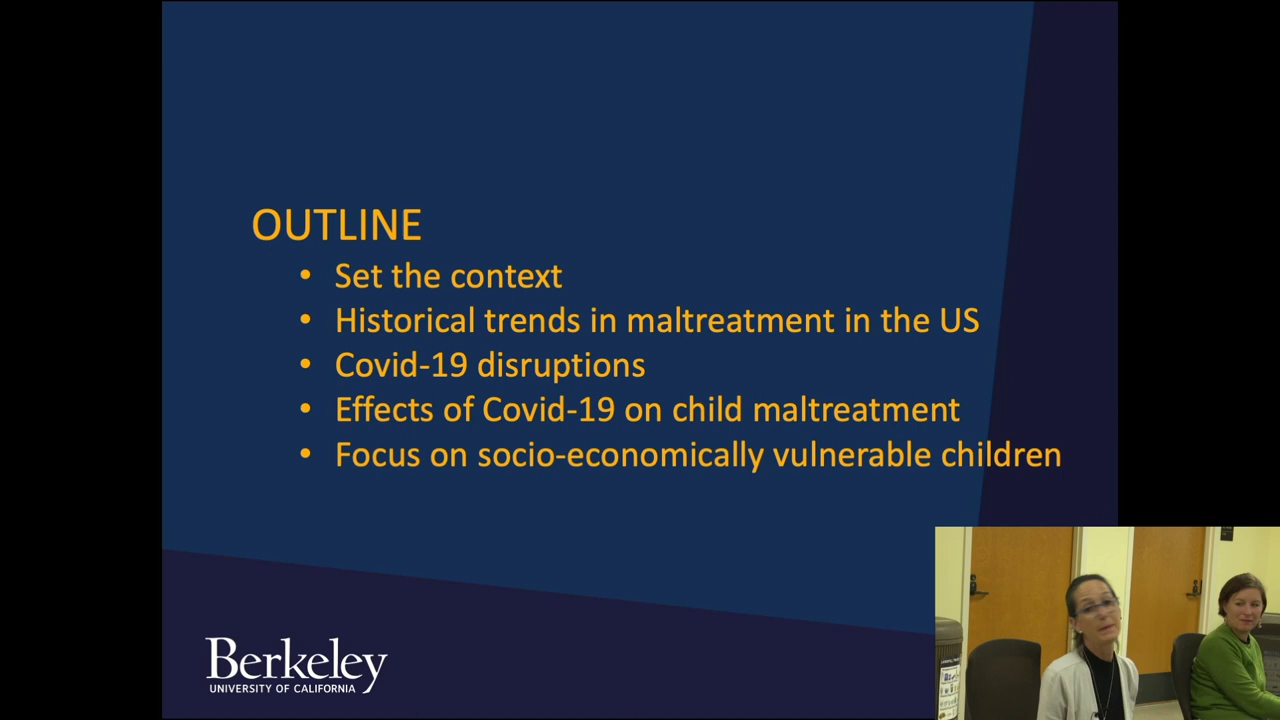 OUTLINE
• Set the context
• Historical trends in maltreatment in the US
• Covid-19 disruptions
• Effects of Covid-19 on child maltreatment
• Focus on socio-economically vulnerable children
Berkeley
UNIVERSITY OF CALIFORNIA